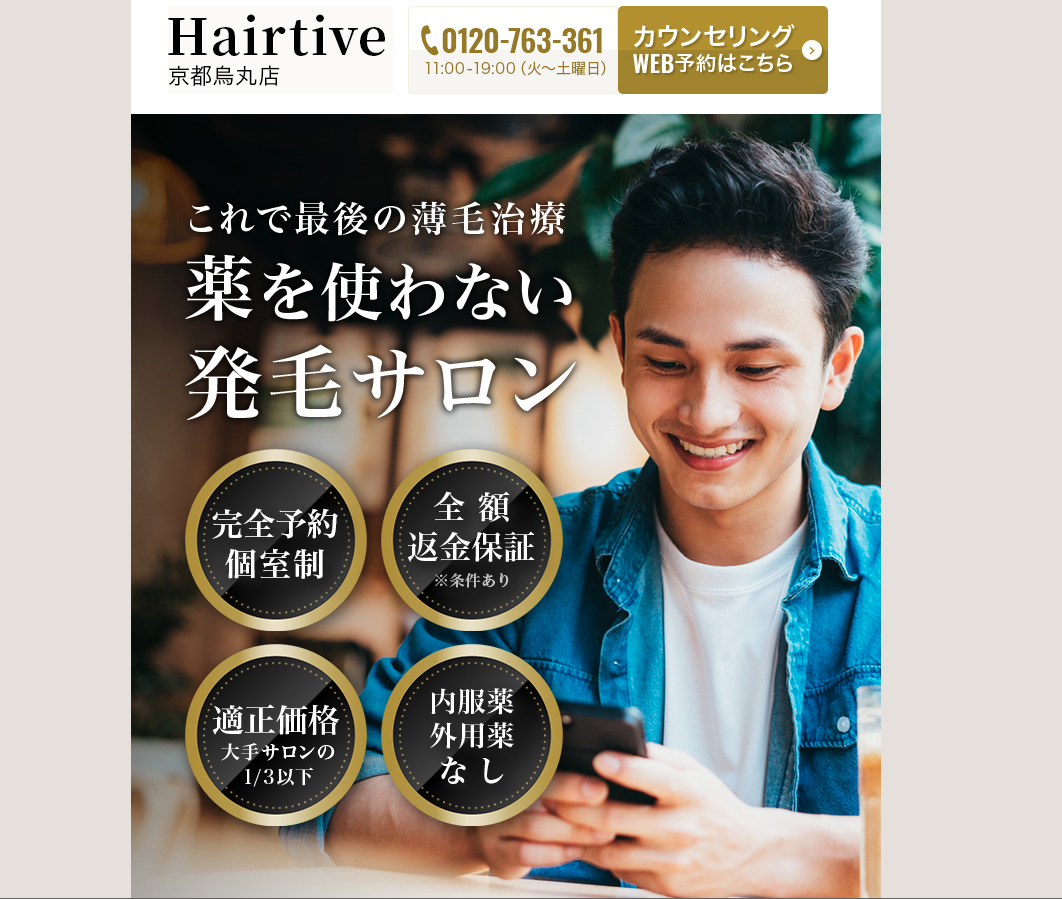 Hairtive
京都烏丸店
0120-763-361
11:00-19:00（火〜土曜日）
カウンセリング
WEB予約はこちら
これで最後の薄毛治療
薬を使わない
発毛サロン
完全予約
個室制
全額
返金保証
※条件あり
適正価格
大手サロンの
1/3以下
内服薬
外用薬
なし